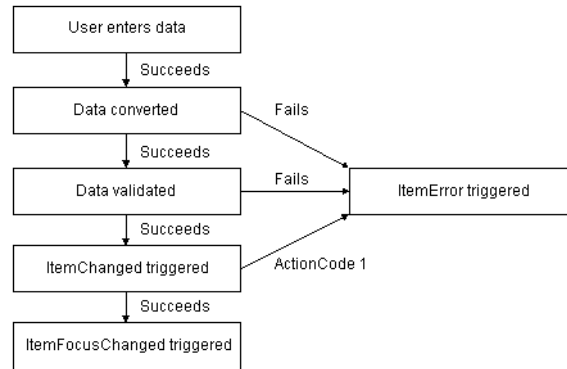 User enters data
Succeeds
Data converted
Fails
Succeeds
Data validated
Fails
ItemError triggered
Succeeds
ItemChanged triggered
ActionCode 1
Succeeds
ItemFocusChanged triggered